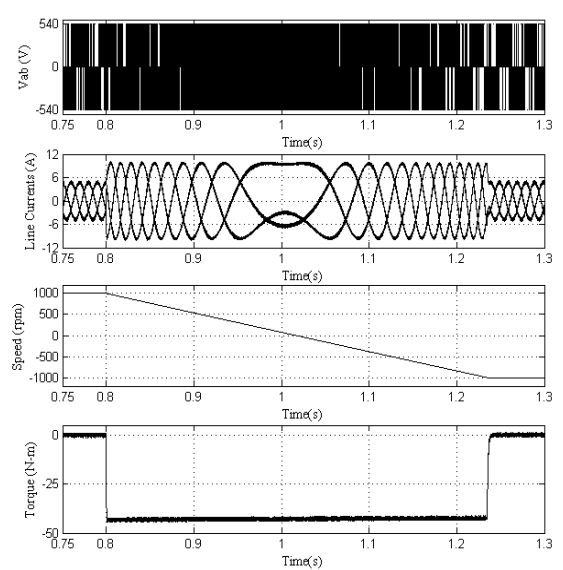 540
0
-540
Vab (V)
0.75 0.8 0.9 1 1.1 1.2 1.3
Time(s)
12
6
0
-6
-12
Line Currents (A)
0.75 0.8 0.9 1 1.1 1.2 1.3
Time(s)
1000
500
0
-500
-1000
Speed (rpm)
0.75 0.8 0.9 1 1.1 1.2 1.3
Time(s)
0
-25
-50
Torque (N-m)
0.75 0.8 0.9 1 1.1 1.2 1.3
Time(s)